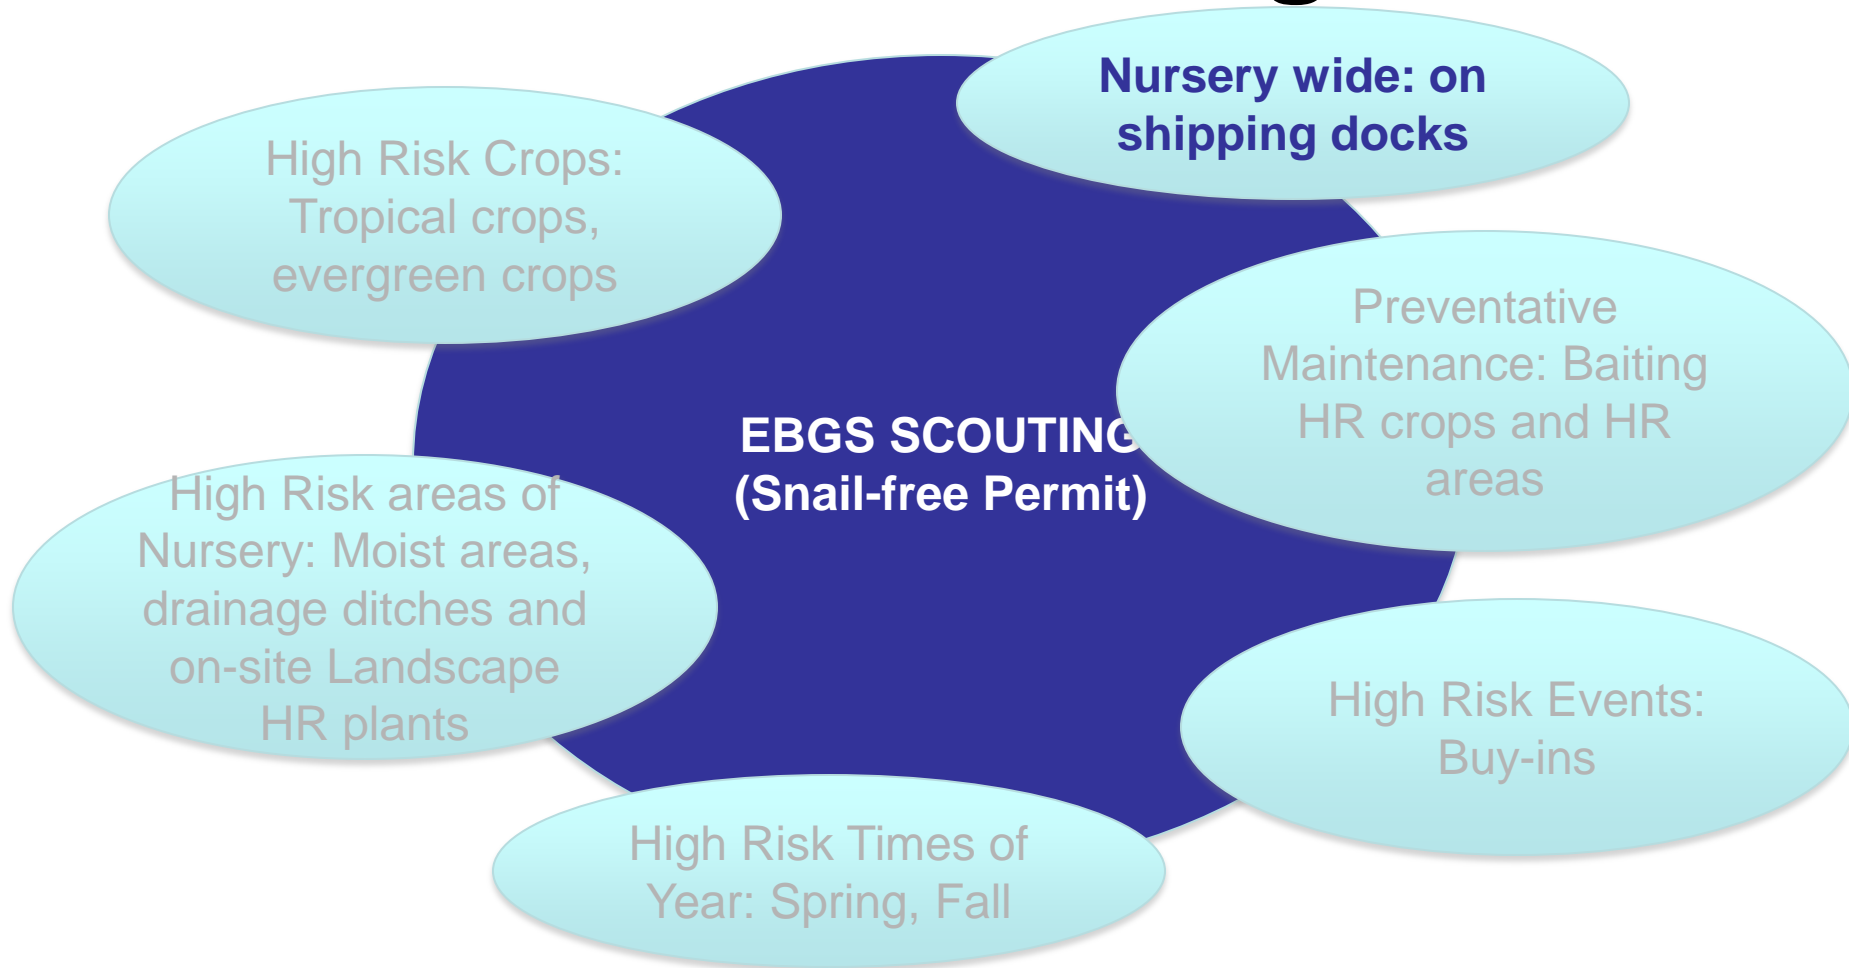 Nursery wide: on
shipping docks
High Risk Crops:
Tropical crops,
evergreen crops
Preventative
Maintenance: Baiting
HR crops and HR
areas
EBGS SCOUTING
(Snail-free Permit)
High Risk areas of
Nursery: Moist areas,
drainage ditches and
on-site Landscape
HR plants
High Risk Events:
Buy-ins
High Risk Times of
Year: Spring, Fall